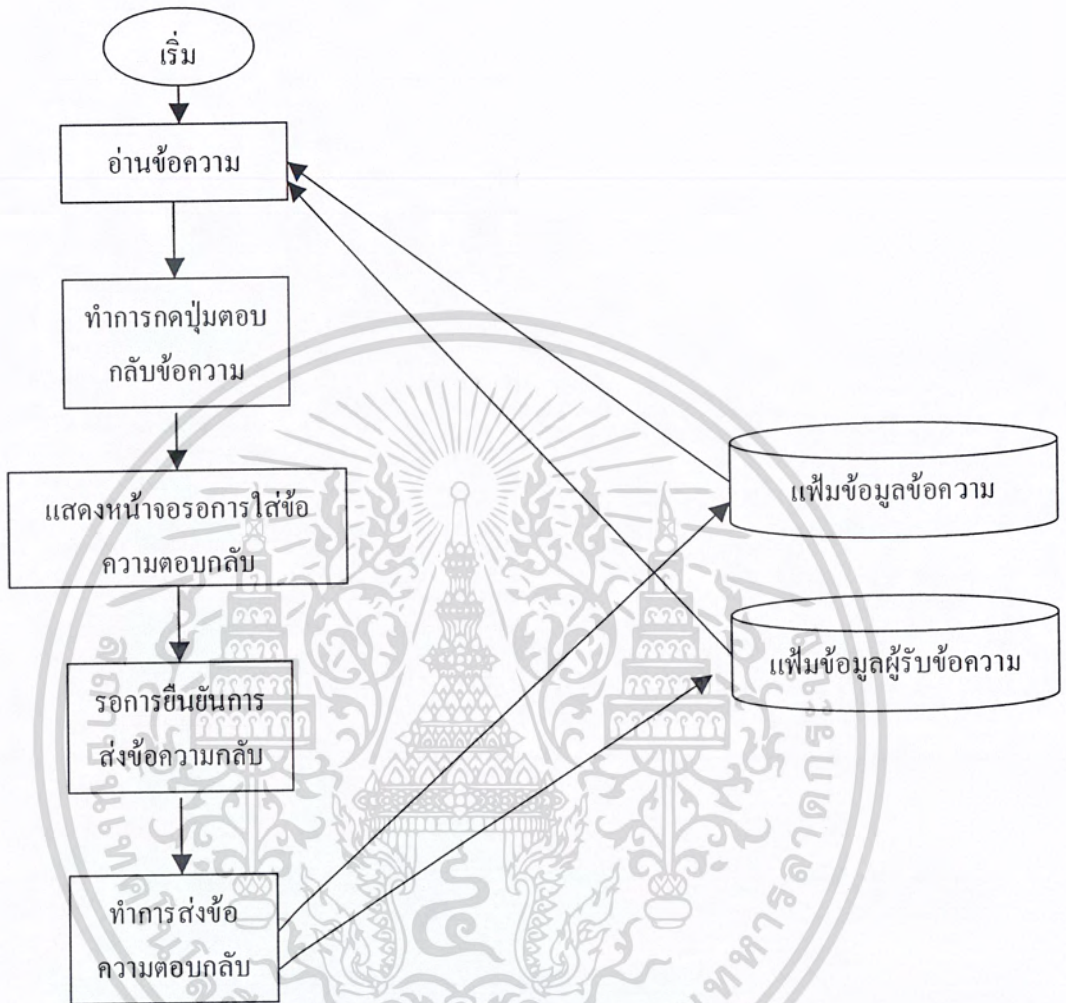 เริ่ม
อ่านข้อความ
ทำการกดปุ่มตอบ
กลับข้อความ
แสดงหน้าจอรอการใส่ข้อ
ความตอบกลับ
รอการยืนยันการ
ส่งข้อความกลับ
ทำการส่งข้อ
ความตอบกลับ
แฟ้มข้อมูลข้อความ
แฟ้มข้อมูลผู้รับข้อความ